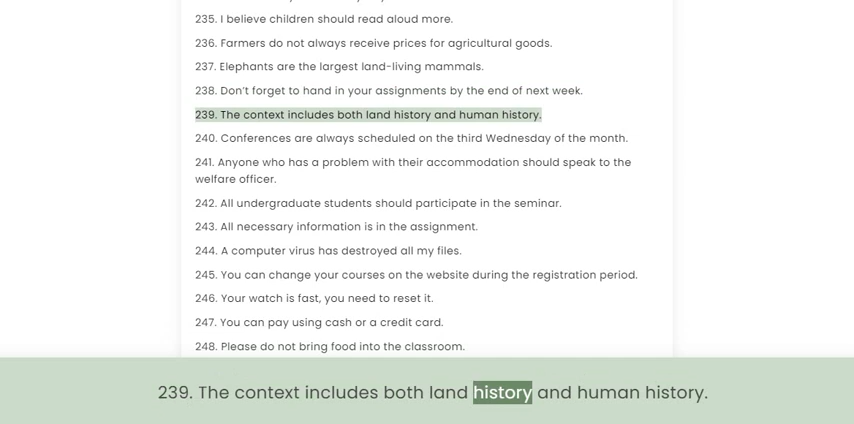 235. I believe children should read aloud more.
236. Farmers do not always receive prices for agricultural goods.
237. Elephants are the largest land-living mammals.
238. Don't forget to hand in your assignments by the end of next week.
239. The context includes both land history and human history.
240. Conferences are always scheduled on the third Wednesday of the month.
241. Anyone who has a problem with their accommodation should speak to the
welfare officer.
242. All undergraduate students should participate in the seminar.
243. All necessary information is in the assignment.
244. A computer virus has destroyed all my files.
245. You can change your courses on the website during the registration period.
246. Your watch is fast, you need to reset it.
247. You can pay using cash or a credit card.
248. Please do not bring food into the classroom.
239. The context includes both land history and human history.